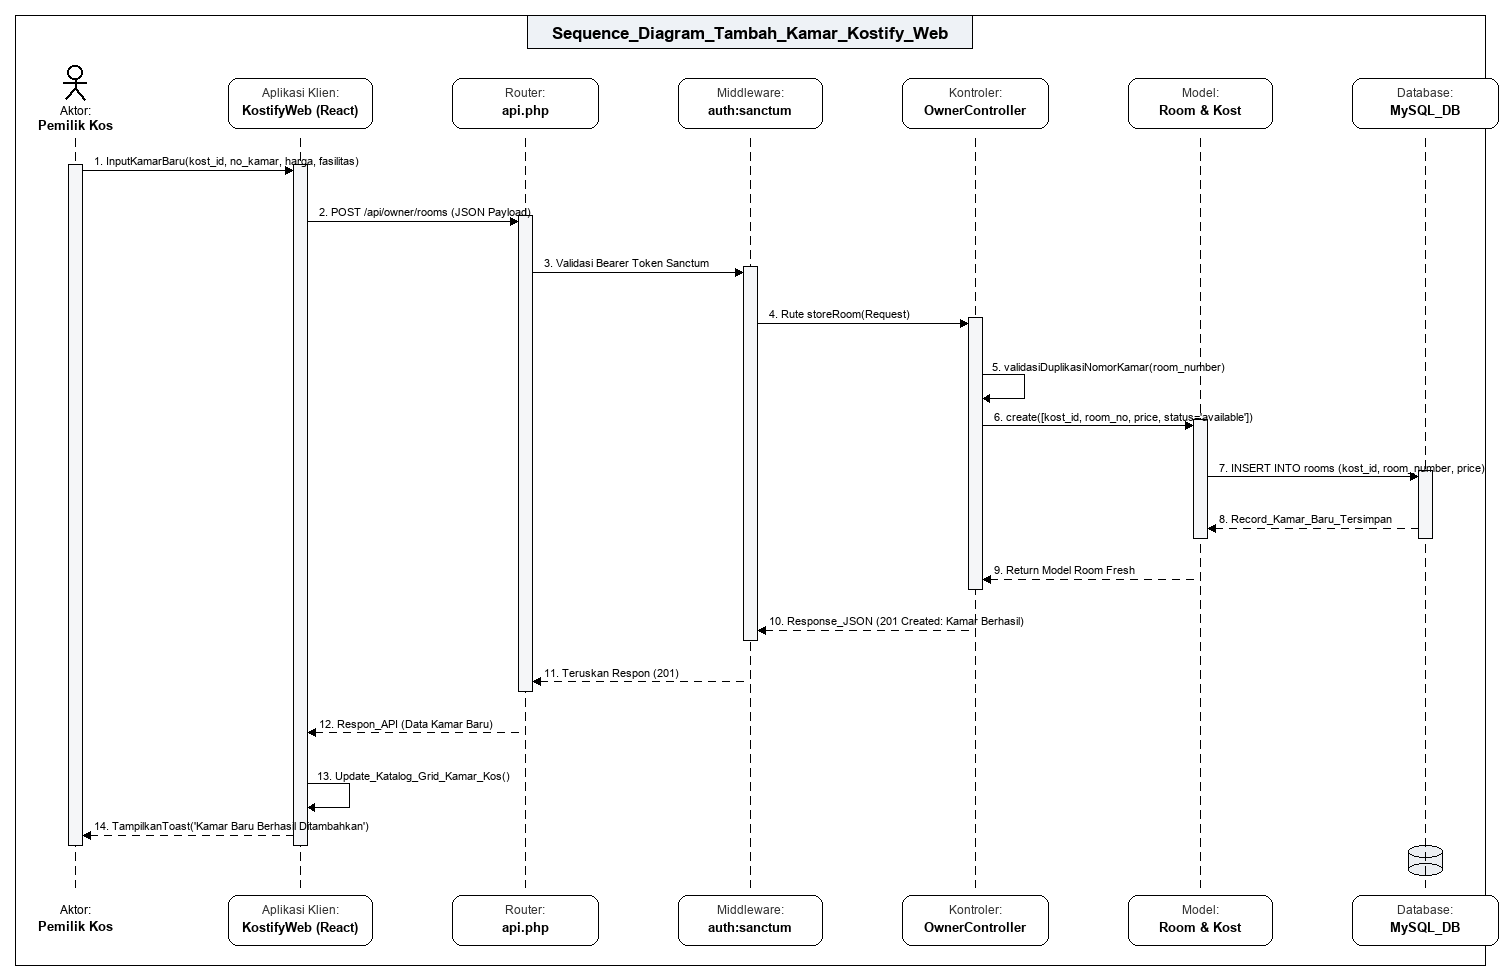 Sequence_Diagram_Tambah_Kamar_Kostify_Web
Aktor:
Pemilik Kos
Aplikasi Klien:
KostifyWeb (React)
Router:
api.php
Middleware:
auth:sanctum
Kontroler:
OwnerController
Model:
Room & Kost
Database:
MySQL_DB
1. InputKamarBaru(kost_id, no_kamar, harga, fasilitas)
2. POST /api/owner/rooms (JSON Payload)
3. Validasi Bearer Token Sanctum
4. Rute storeRoom(Request)
5. validasiDuplikasiNomorKamar(room_number)
6. create([kost_id, room_no, price, status='available'])
7. INSERT INTO rooms (kost_id, room_number, price)
8. Record_Kamar_Baru_Tersimpan
9. Return Model Room Fresh
10. Response_JSON (201 Created: Kamar Berhasil)
11. Teruskan Respon (201)
12. Respon_API (Data Kamar Baru)
13. Update_Katalog_Grid_Kamar_Kos()
14. TampilkanToast('Kamar Baru Berhasil Ditambahkan')
Aktor:
Pemilik Kos
Aplikasi Klien:
KostifyWeb (React)
Router:
api.php
Middleware:
auth:sanctum
Kontroler:
OwnerController
Model:
Room & Kost
Database:
MySQL_DB